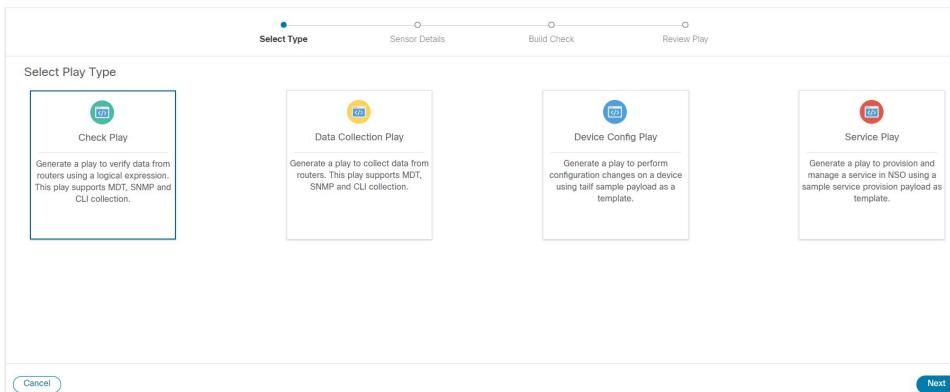 Select Type
Sensor Details
Build Check
Review Play
Select Play Type
</>
Check Play
Generate a play to verify data from
routers using a logical expression.
This play supports MDT, SNMP and
CLI collection.
</>
Data Collection Play
Generate a play to collect data from
routers. This play supports MDT,
SNMP and CLI collection.
</>
Device Config Play
Generate a play to perform
configuration changes on a device
using tailf sample payload as a
template.
</>
Service Play
Generate a play to provision and
manage a service in NSO using a
sample service provision payload as
template.
Cancel
Next